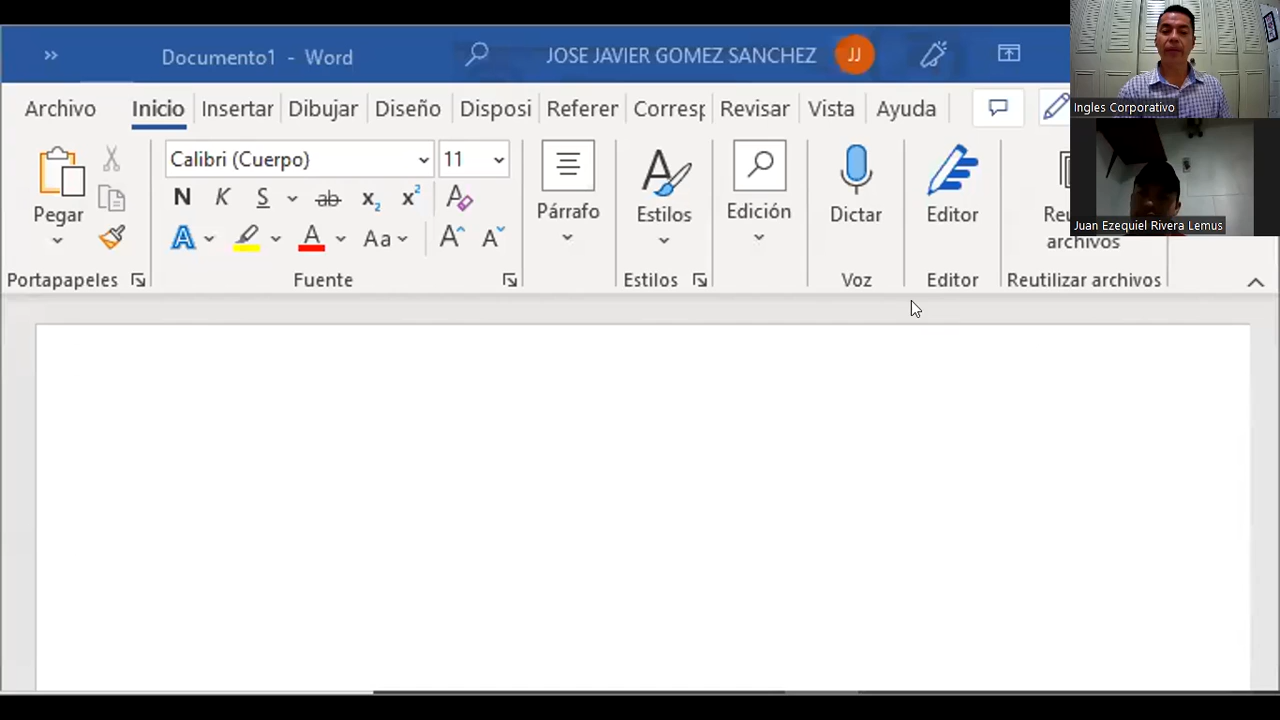 » Documento1 - Word JOSE JAVIER GOMEZ SANCHEZ JJ
Archivo Inicio Insertar Dibujar Diseño Disposi Referer Corresp Revisar Vista Ayuda
Calibri (Cuerpo) 11
Pegar N K S ab x₂ x² A Párrafo Estilos Edición Dictar Editor
A A Aa A A archivos
Portapapeles Fuente Estilos Voz Editor Reutilizar archivos
Ingles Corporativo
Juan Ezequiel Rivera Lemus